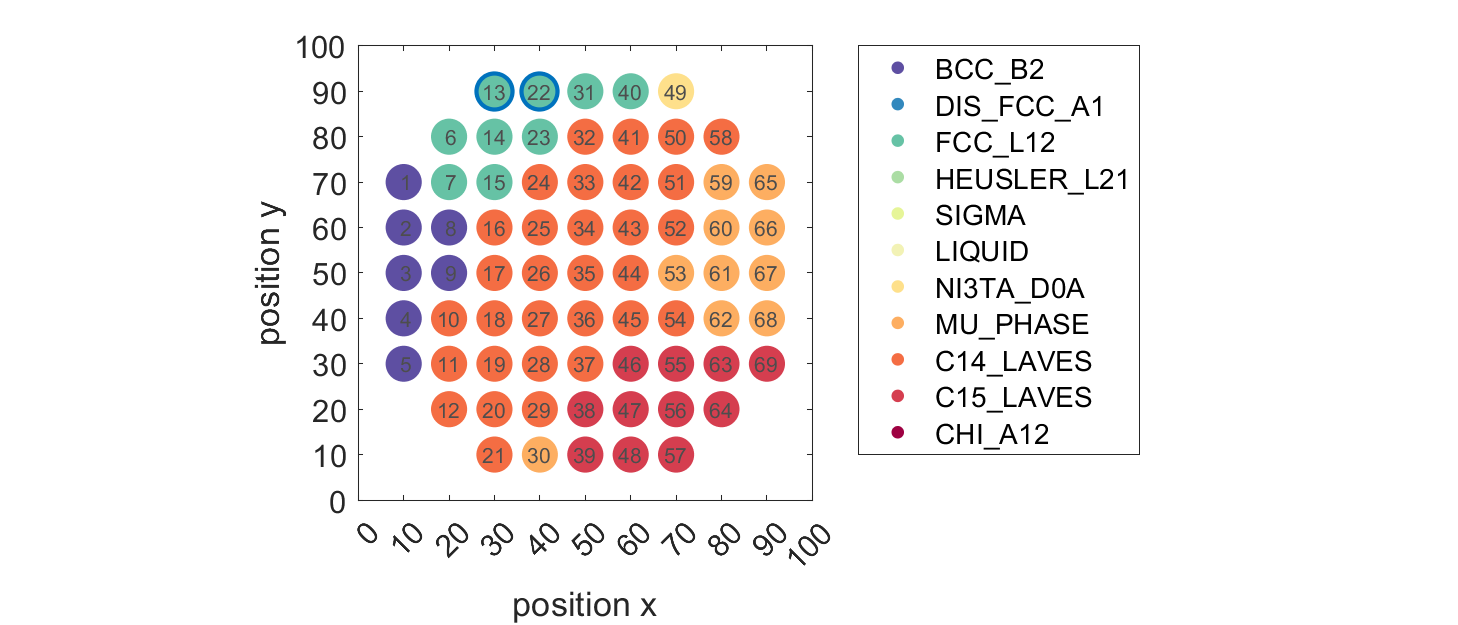 100
90
80
70
60
50
40
30
20
10
0
position y
13 22 31 40 49
6 14 23 32 41 50 58
1 7 15 24 33 42 51 59 65
2 8 16 25 34 43 52 60 66
3 9 17 26 35 44 53 61 67
4 10 18 27 36 45 54 62 68
5 11 19 28 37 46 55 63 69
12 20 29 38 47 56 64
21 30 39 48 57
0 10 20 30 40 50 60 70 80 90 100
position x
BCC_B2
DIS_FCC_A1
FCC_L12
HEUSLER_L21
SIGMA
LIQUID
NI3TA_D0A
MU_PHASE
C14_LAVES
C15_LAVES
CHI_A12